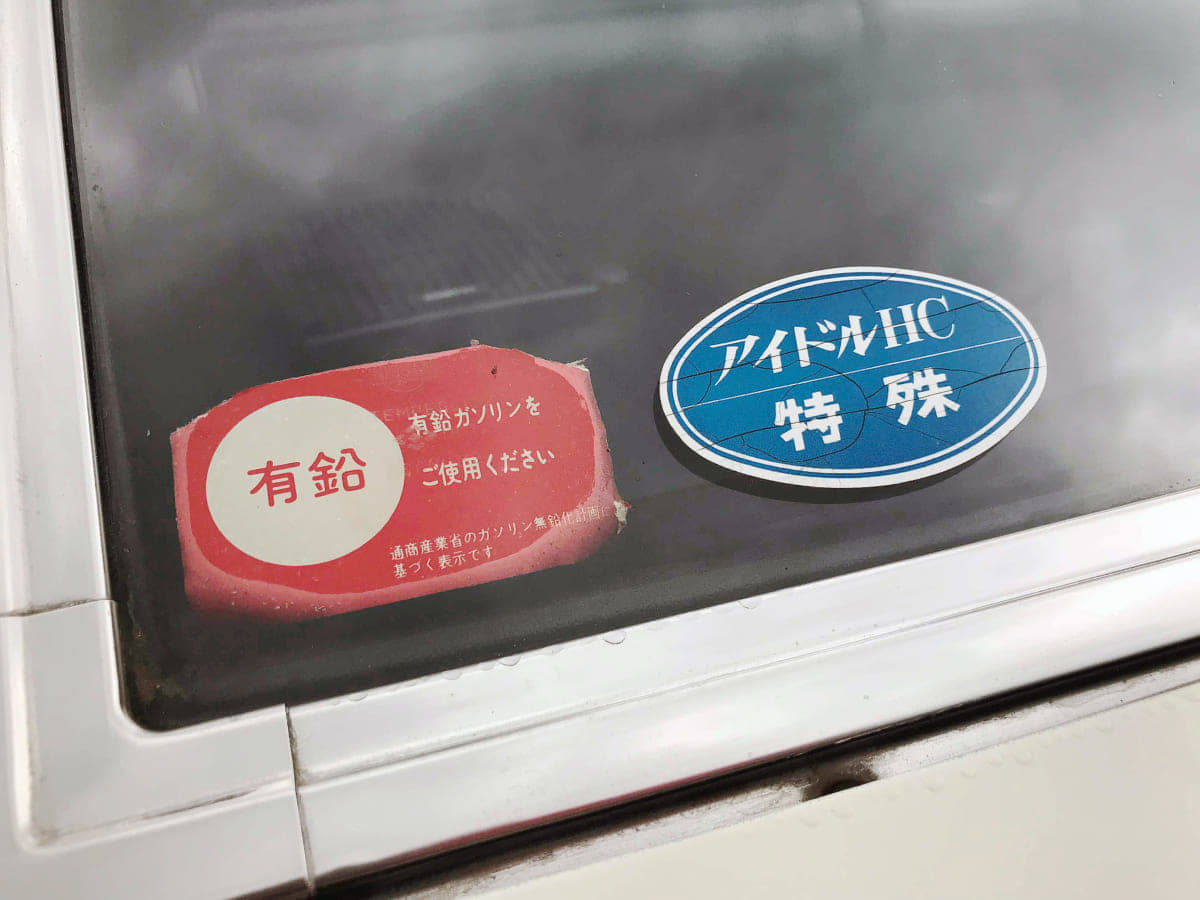 有鉛
有鉛ガソリンを
ご使用ください
通商産業省のガソリン無鉛化計画に
基づく表示です
アイドルHC
特殊